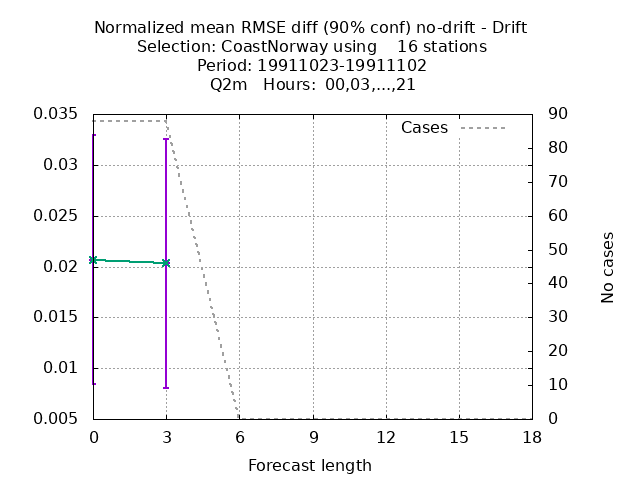 Normalized mean RMSE diff (90% conf) no-drift - Drift
Selection: CoastNorway using    16 stations
Period: 19911023-19911102
Q2m   Hours:  00,03,...,21
Cases
0.035
0.03
0.025
0.02
0.015
0.01
0.005
90
80
70
60
50
40
30
20
10
0
No cases
0 3 6 9 12 15 18
Forecast length